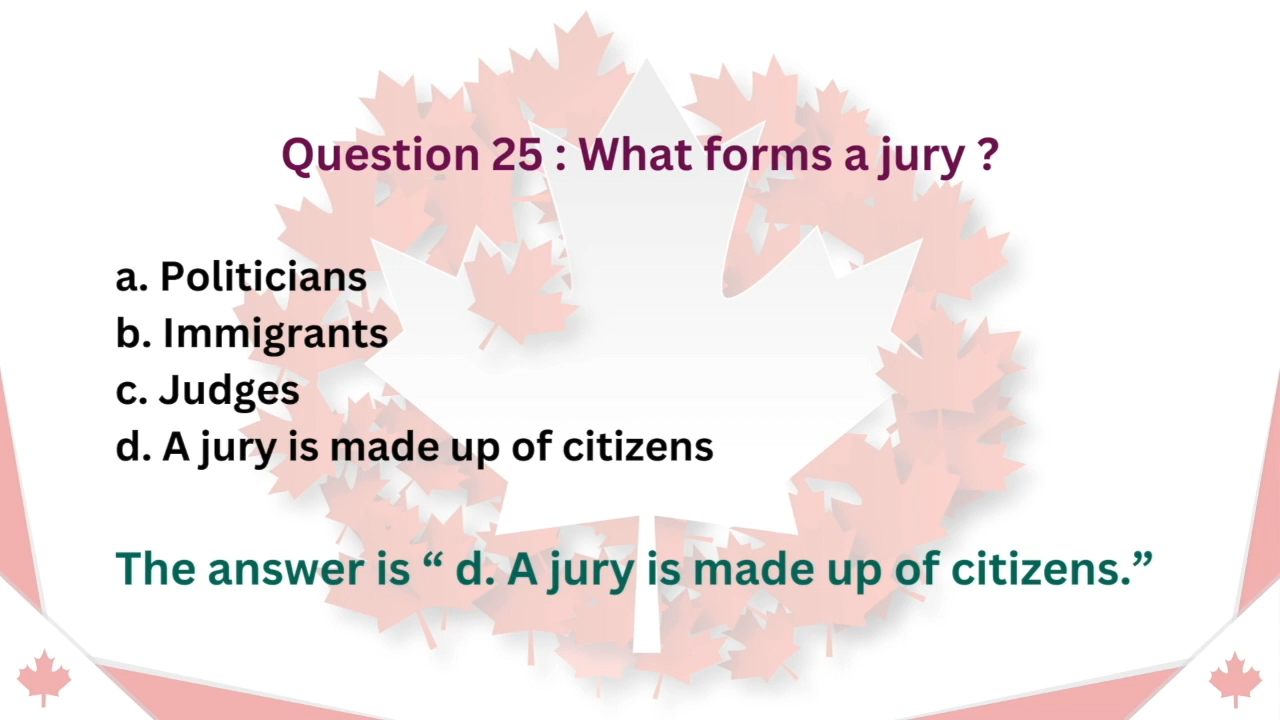 Question 25 : What forms a jury ?
a. Politicians
b. Immigrants
c. Judges
d. A jury is made up of citizens
The answer is “ d. A jury is made up of citizens.”